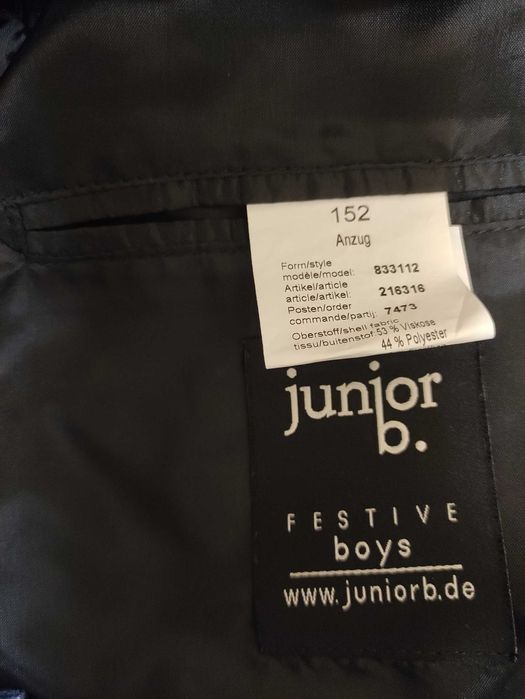 152
Anzug
Form/style
modèle/model: 833112
Artikel/article
article/artikel: 216316
Posten/order
commande/partij: 7473
Oberstoff/shell fabric
tissu/buitenstof 53 % Viskose
44 % Polyester
junior
b.
FESTIVE
boys
www.juniorb.de